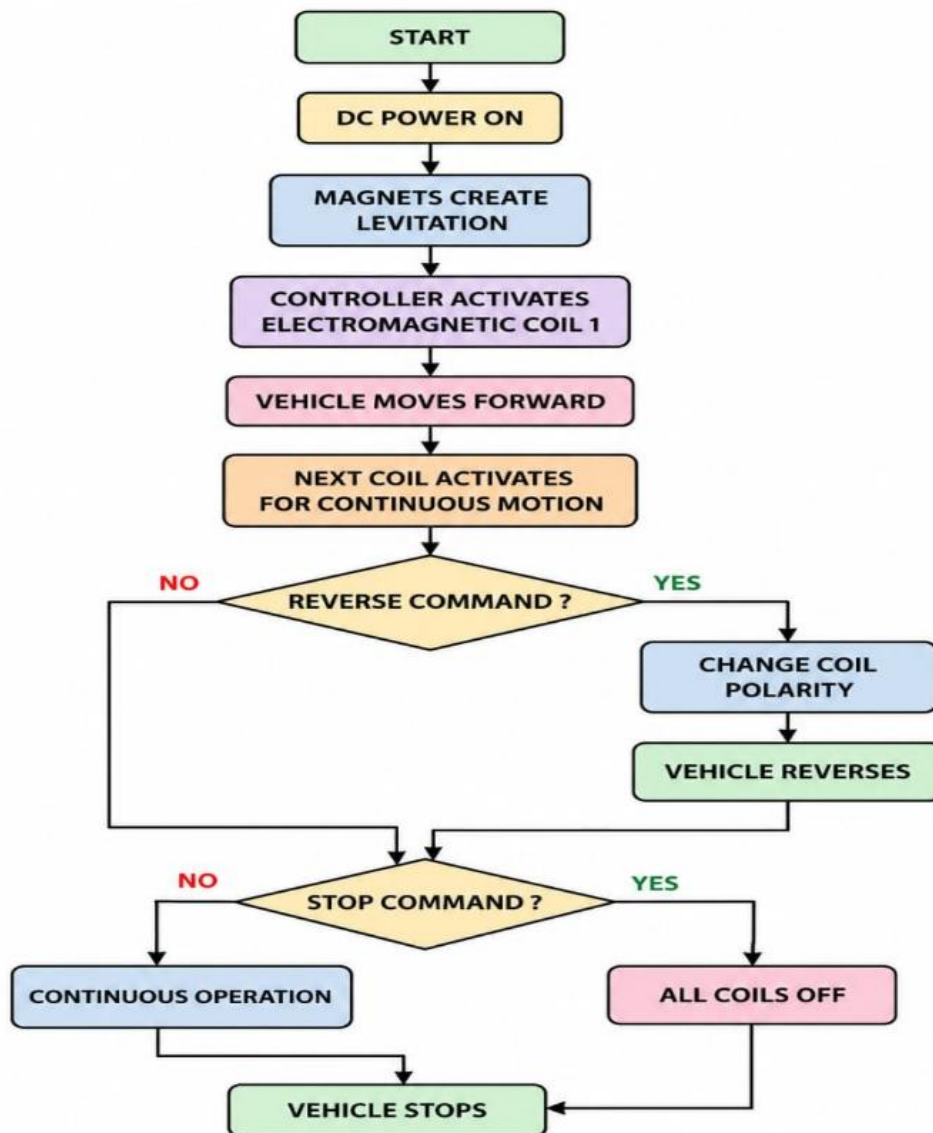 START
DC POWER ON
MAGNETS CREATE
LEVITATION
CONTROLLER ACTIVATES
ELECTROMAGNETIC COIL 1
VEHICLE MOVES FORWARD
NEXT COIL ACTIVATES
FOR CONTINUOUS MOTION
NO
YES
REVERSE COMMAND ?
CHANGE COIL
POLARITY
VEHICLE REVERSES
NO
YES
STOP COMMAND ?
CONTINUOUS OPERATION
ALL COILS OFF
VEHICLE STOPS